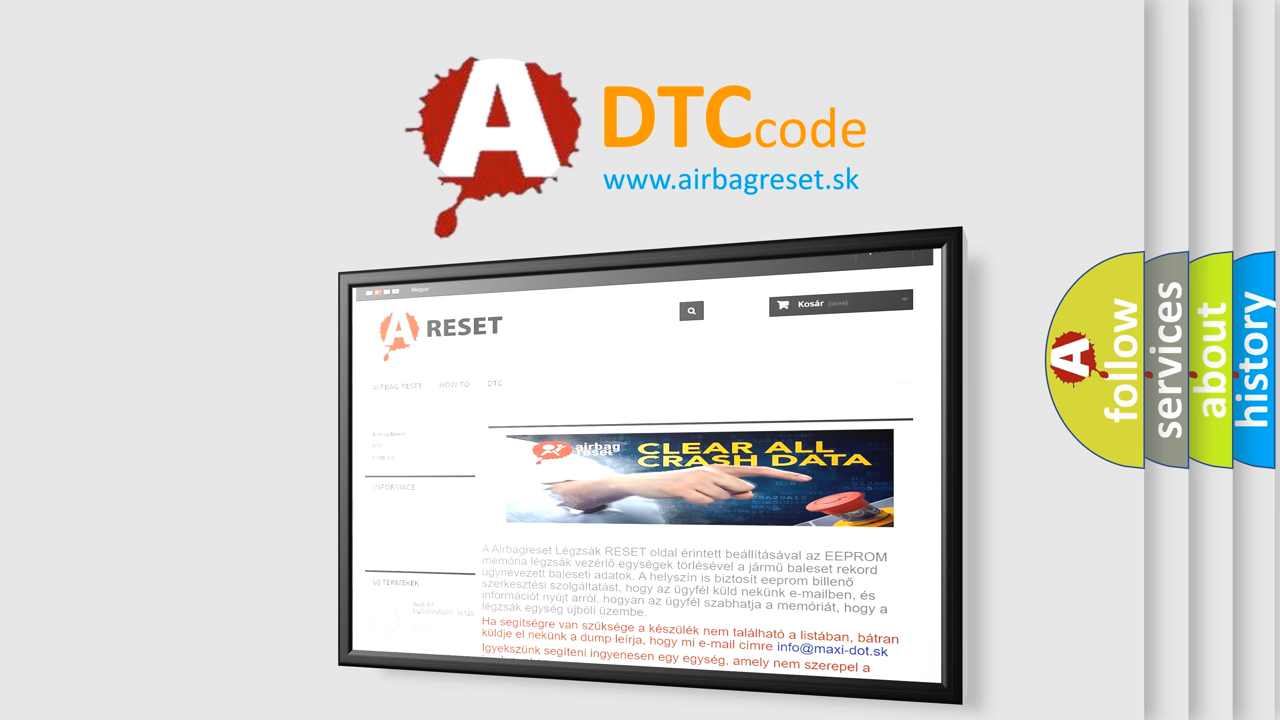 A DTCcode
www.airbagreset.sk
Magyar
A RESET
Kosár
AIRBAG RESET HOW TO DTC
INFORMACE
airbag
reset
CLEAR ALL
CRASH DATA
A Airbagreset Légzsák RESET oldal érintett beállításával az EEPROM
memória légzsák vezérlő egységek törlésével a jármű baleset rekord
úgynevezett baleseti adatok. A helyszín is biztosít eeprom billenő
szerkesztési szolgáltatást, hogy az ügyfél küld nekünk e-mailben, és
információt nyújt arról, hogyan az ügyfél szabhatja a memóriát, hogy a
légzsák egység újbóli üzembe.
Ha segítségre van szüksége a készülék nem található a listában, bátran
küldje el nekünk a dump leírja, hogy mi e-mail címre info@maxi-dot.sk
Igyekszünk segíteni ingyenesen egy egység, amely nem szerepel a
ÚJ TERMÉKEK
A follow
services
about
history